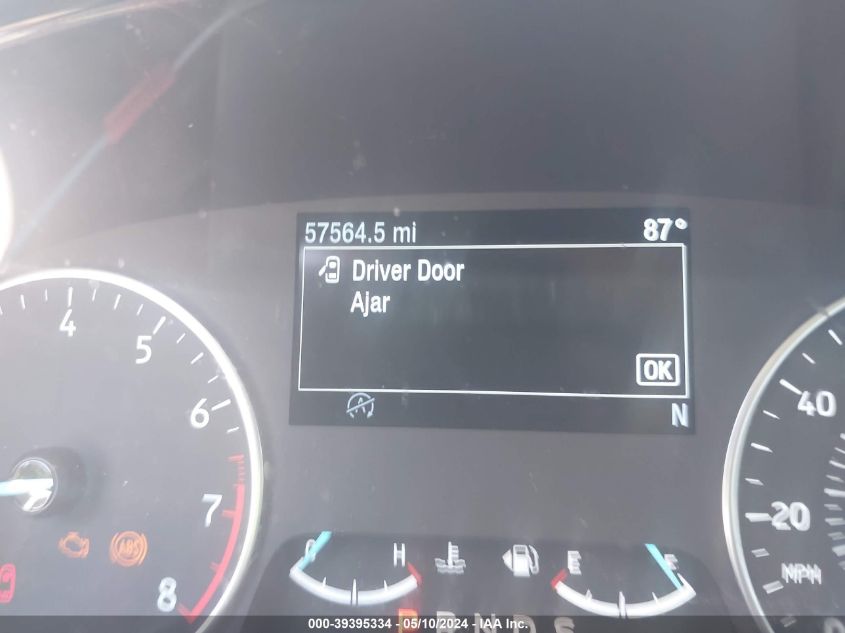 57564.5 mi 87°
Driver Door
Ajar
OK
N
4
5
6
7
8
ABS
40
20
MPH
C H E F
P R N D S
000-39395334 - 05/10/2024 - IAA Inc.